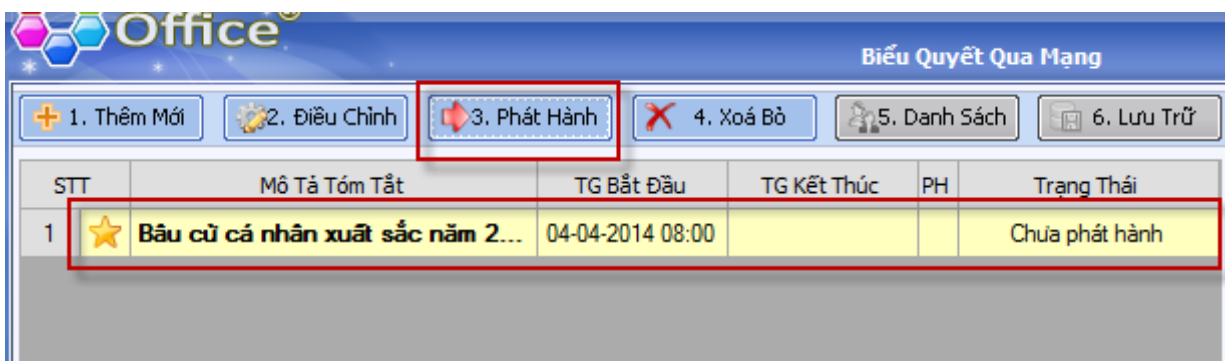 Office®
Biểu Quyết Qua Mạng
1. Thêm Mới 2. Điều Chỉnh 3. Phát Hành 4. Xoá Bỏ 5. Danh Sách 6. Lưu Trữ
STT Mô Tả Tóm Tắt TG Bắt Đầu TG Kết Thúc PH Trạng Thái
1 Bầu cử cá nhân xuất sắc năm 2... 04-04-2014 08:00 Chưa phát hành